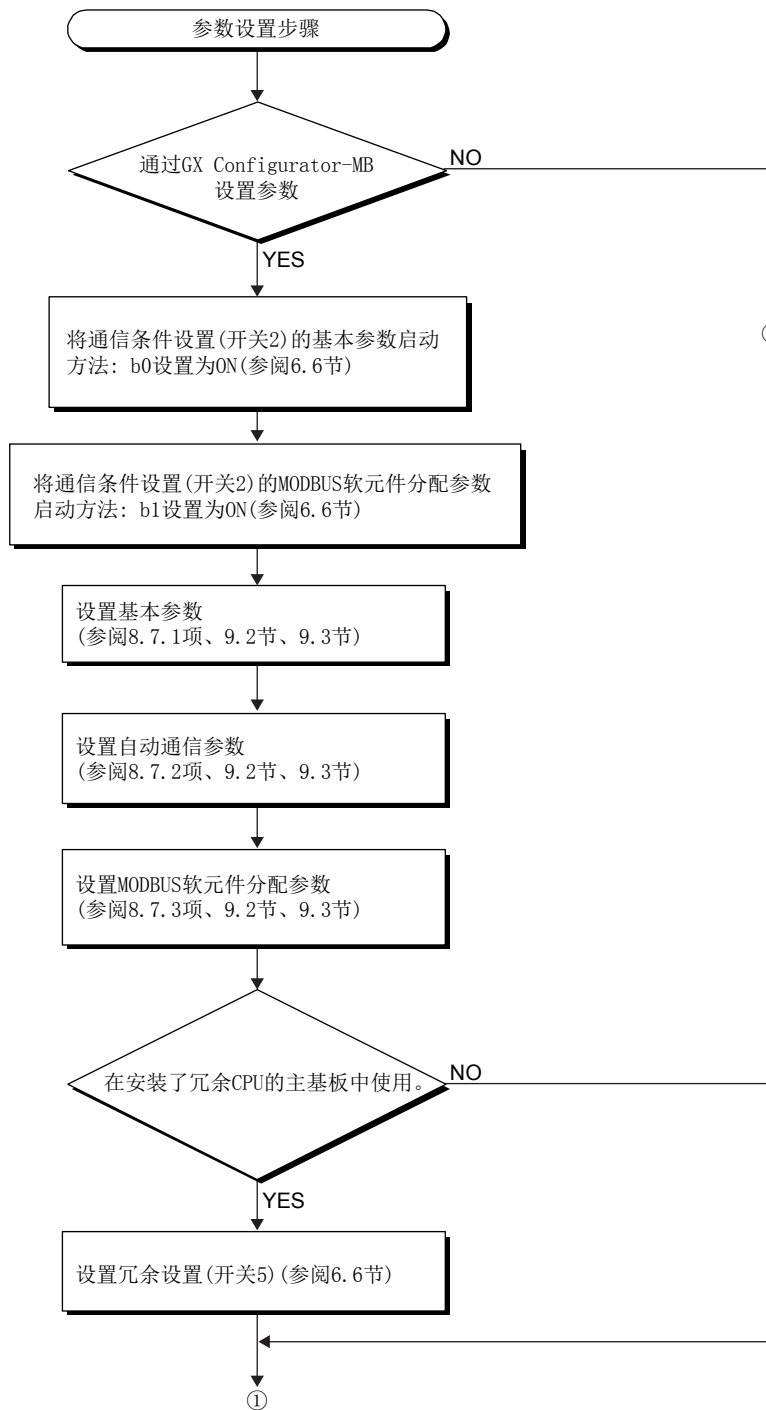 参数设置步骤
通过GX Configurator-MB
设置参数
NO
YES
将通信条件设置(开关2)的基本参数启动
方法: b0设置为ON(参阅6.6节)
将通信条件设置(开关2)的MODBUS软元件分配参数
启动方法: b1设置为ON(参阅6.6节)
设置基本参数
(参阅8.7.1项、9.2节、9.3节)
设置自动通信参数
(参阅8.7.2项、9.2节、9.3节)
设置MODBUS软元件分配参数
(参阅8.7.3项、9.2节、9.3节)
在安装了冗余CPU的主基板中使用。
NO
YES
设置冗余设置(开关5)(参阅6.6节)
①